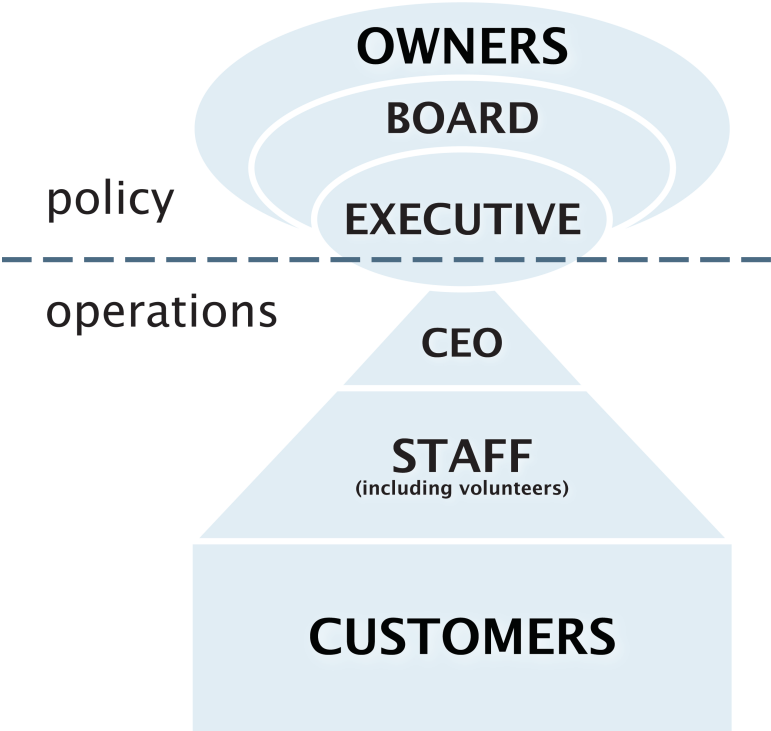 OWNERS
BOARD
policy
EXECUTIVE
operations
CEO
STAFF
(including volunteers)
CUSTOMERS